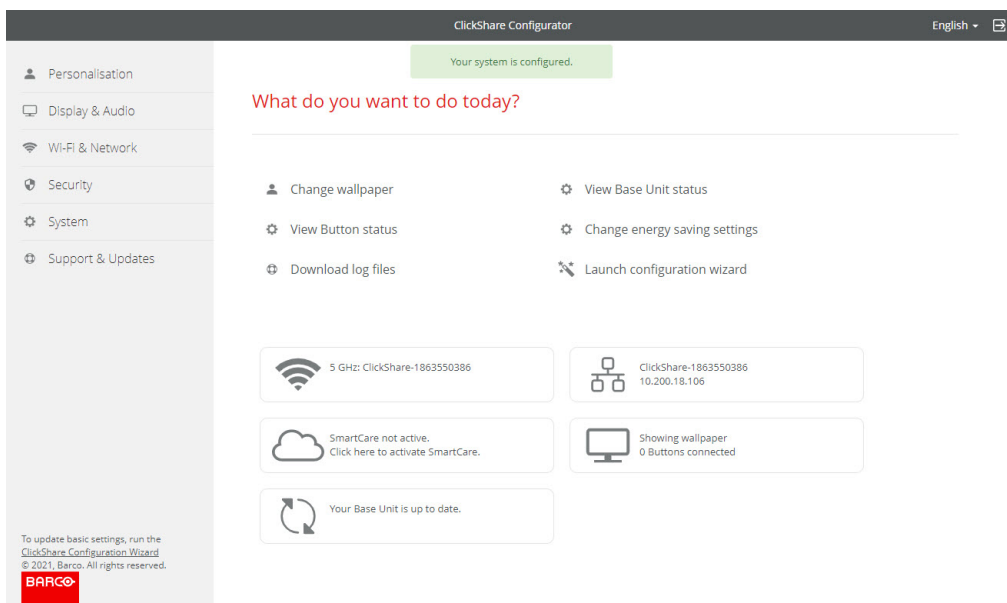 ClickShare Configurator
English
Your system is configured.
Personalisation
Display & Audio
Wi-Fi & Network
Security
System
Support & Updates
What do you want to do today?
Change wallpaper
View Base Unit status
View Button status
Change energy saving settings
Download log files
Launch configuration wizard
5 GHz: ClickShare-1863550386
ClickShare-1863550386
10.200.18.106
SmartCare not active.
Click here to activate SmartCare.
Showing wallpaper
0 Buttons connected
Your Base Unit is up to date.
To update basic settings, run the
ClickShare Configuration Wizard
© 2021, Barco. All rights reserved.
BARCO